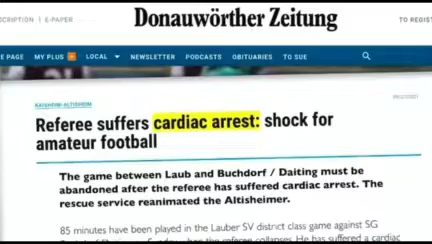 Donauwörther Zeitung
SCRIPTION | E-PAPER
TO REGIST
E PAGE MY PLUS + LOCAL NEWSLETTER PODCASTS OBITUARIES TO SUE
KAISHEIM-ALTISHEIM
Referee suffers cardiac arrest: shock for
amateur football
The game between Laub and Buchdorf / Daiting must be
abandoned after the referee has suffered cardiac arrest. The
rescue service reanimated the Altisheimer.
85 minutes have been played in the Lauber SV district class game against SG